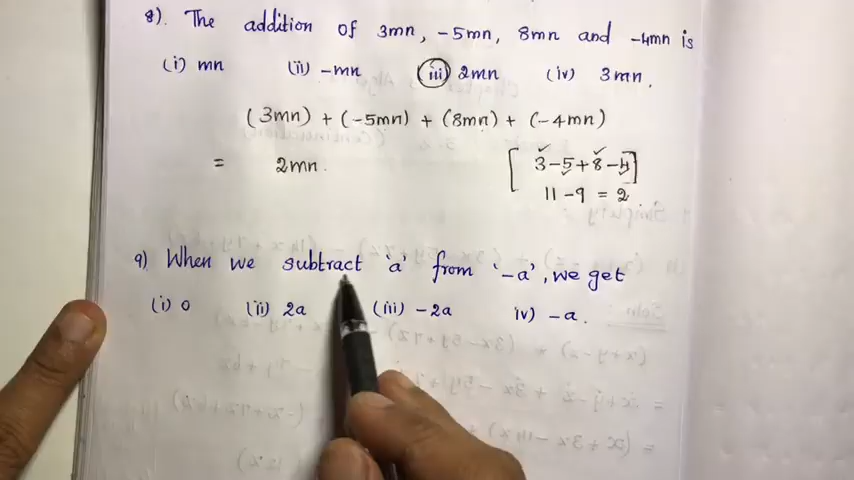 8). The addition of 3mn, -5mn, 8mn and -4mn is
(i) mn (ii) -mn (iii) 2mn (iv) 3mn.
(3mn) + (-5mn) + (8mn) + (-4mn)
= 2mn. [3-5+8-4]
11-9 = 2
9) When we subtract 'a' from '-a', we get
(i) 0 (ii) 2a (iii) -2a iv) -a.